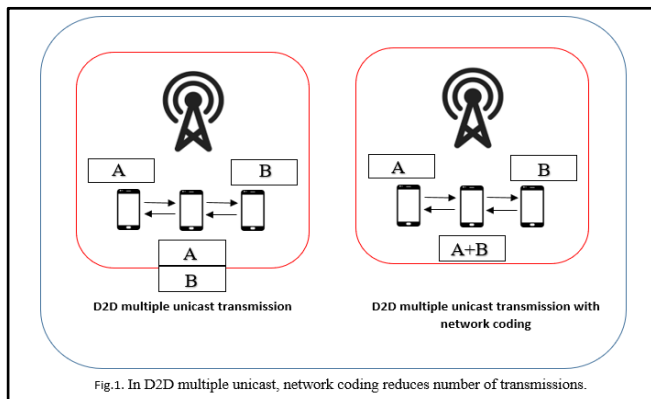 A
B
A
B
D2D multiple unicast transmission
A
B
A+B
D2D multiple unicast transmission with
network coding
Fig.1. In D2D multiple unicast, network coding reduces number of transmissions.